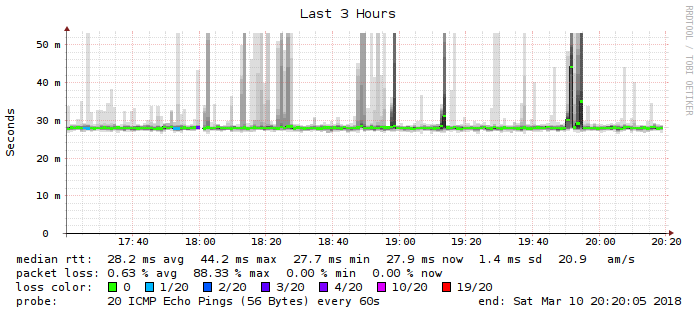 Last 3 Hours
RRDTOOL / TOBI OETIKER
Seconds
50 m
40 m
30 m
20 m
10 m
0
17:40 18:00 18:20 18:40 19:00 19:20 19:40 20:00 20:20
median rtt: 28.2 ms avg 44.2 ms max 27.7 ms min 27.9 ms now 1.4 ms sd 20.9 am/s
packet loss: 0.63 % avg 88.33 % max 0.00 % min 0.00 % now
loss color: 0 1/20 2/20 3/20 4/20 10/20 19/20
probe: 20 ICMP Echo Pings (56 Bytes) every 60s end: Sat Mar 10 20:20:05 2018